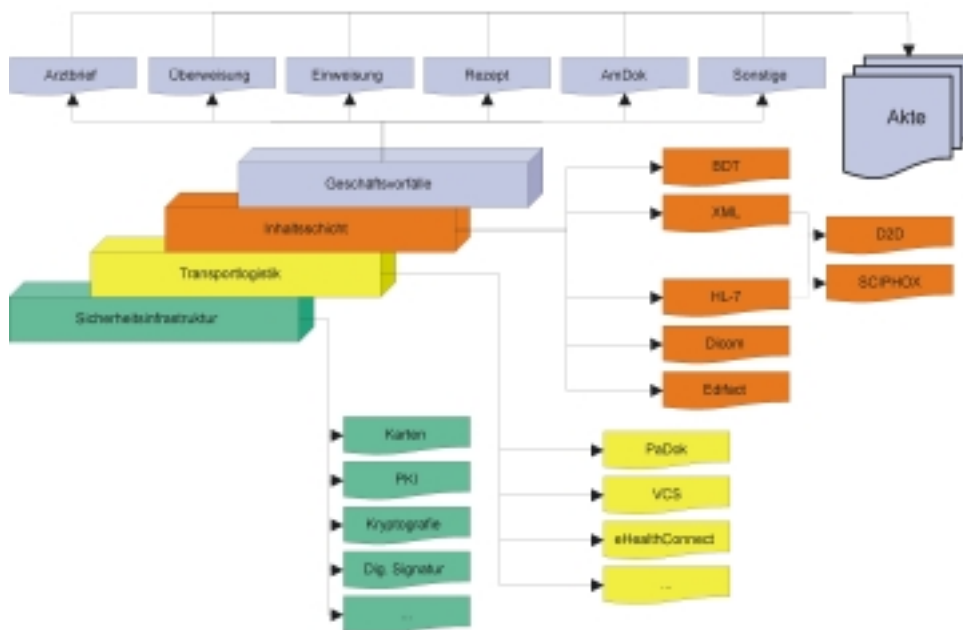 Arztbrief
Überweisung
Einweisung
Rezept
AmDok
Sonstige
Akte
Geschäftsvorfälle
Inhaltsschicht
Transportlogistik
Sicherheitsinfrastruktur
BDT
XML
HL-7
Dicom
Edifact
D2D
SCIPHOX
Karten
PKI
Kryptografie
Dig. Signatur
...
PaDok
VCS
eHealthConnect
...